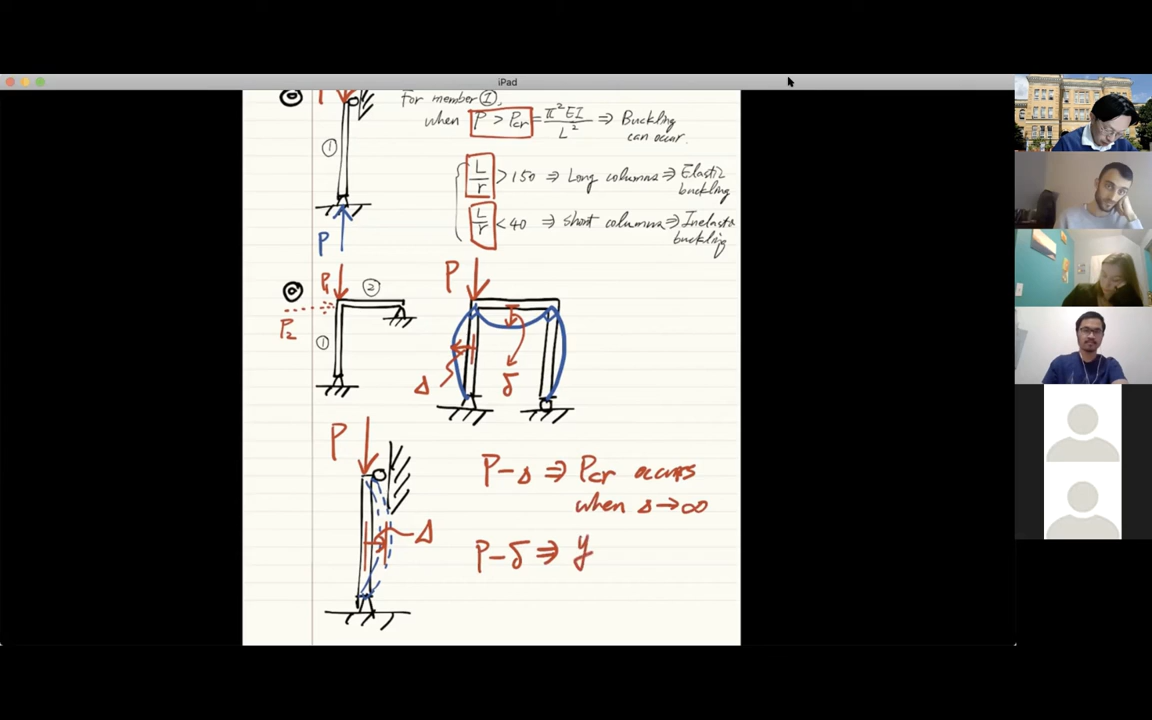 iPad
For member ①,
when P > Pcr = π²EI / L² ⇒ Buckling
can occur.
①
L/r > 150 ⇒ Long columns ⇒ Elastic
buckling
L/r < 40 ⇒ Short columns ⇒ Inelastic
buckling
P
P₁
②
P₂
①
P
Δ
δ
P
Δ
P-Δ ⇒ Pcr occurs
when Δ → ∞
P-δ ⇒ y